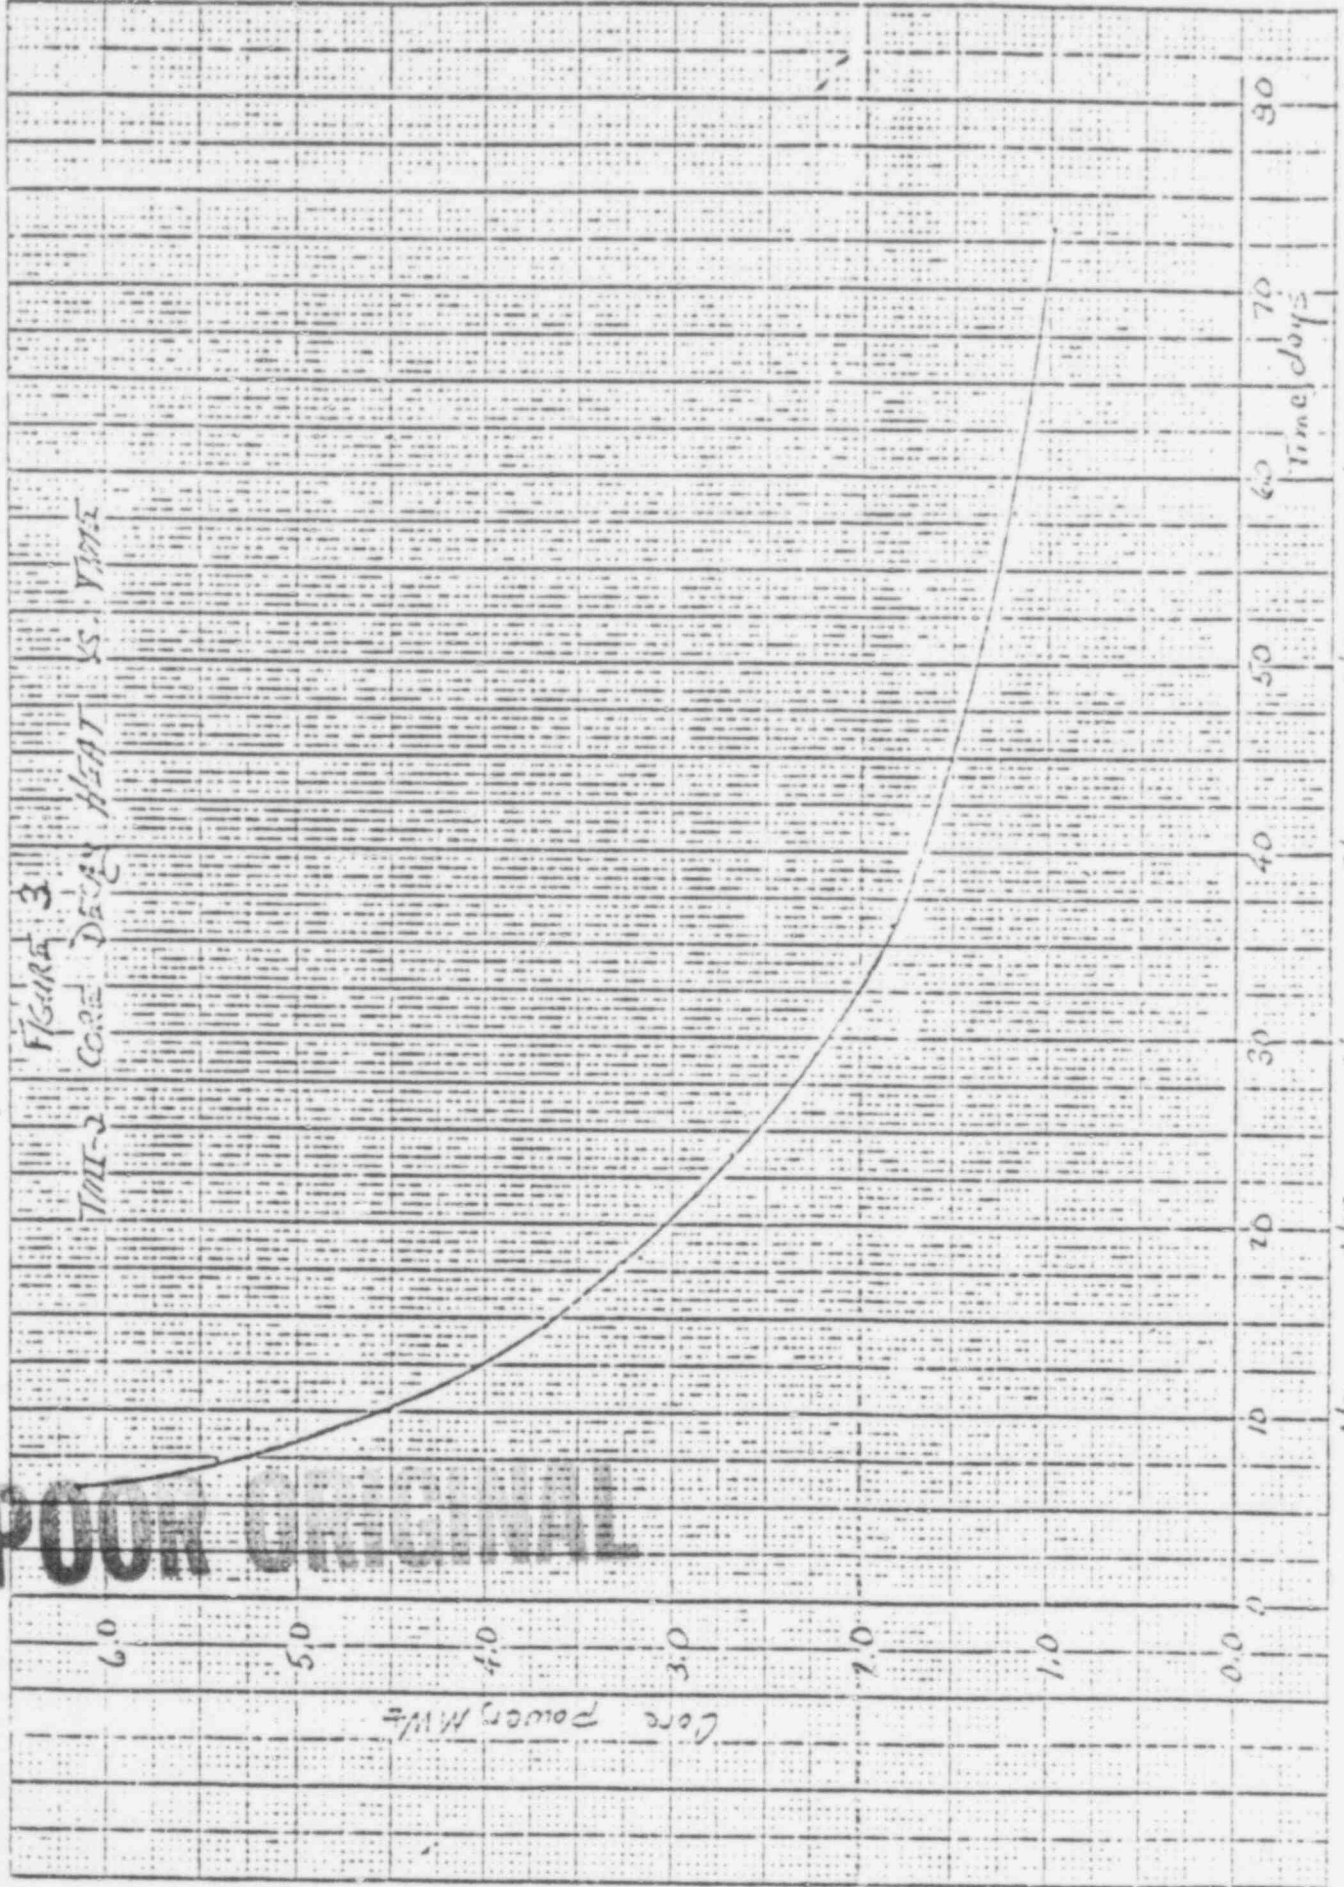 FIGURE 3
TMI-2 CORE DECAY HEAT VS. TIME
Core Power, MWt
6.0
5.0
4.0
3.0
2.0
1.0
0.0
0 10 20 30 40 50 60 70 80
Time, days
POOR ORIGINAL